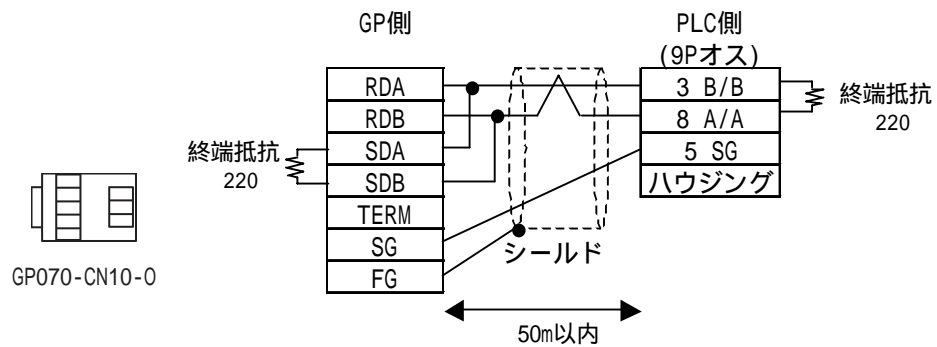 GP側
PLC側
(9Pオス)
RDA
RDB
SDA
SDB
TERM
SG
FG
3 B/B
8 A/A
5 SG
ハウジング
終端抵抗
220
終端抵抗
220
シールド
50m以内
GP070-CN10-O